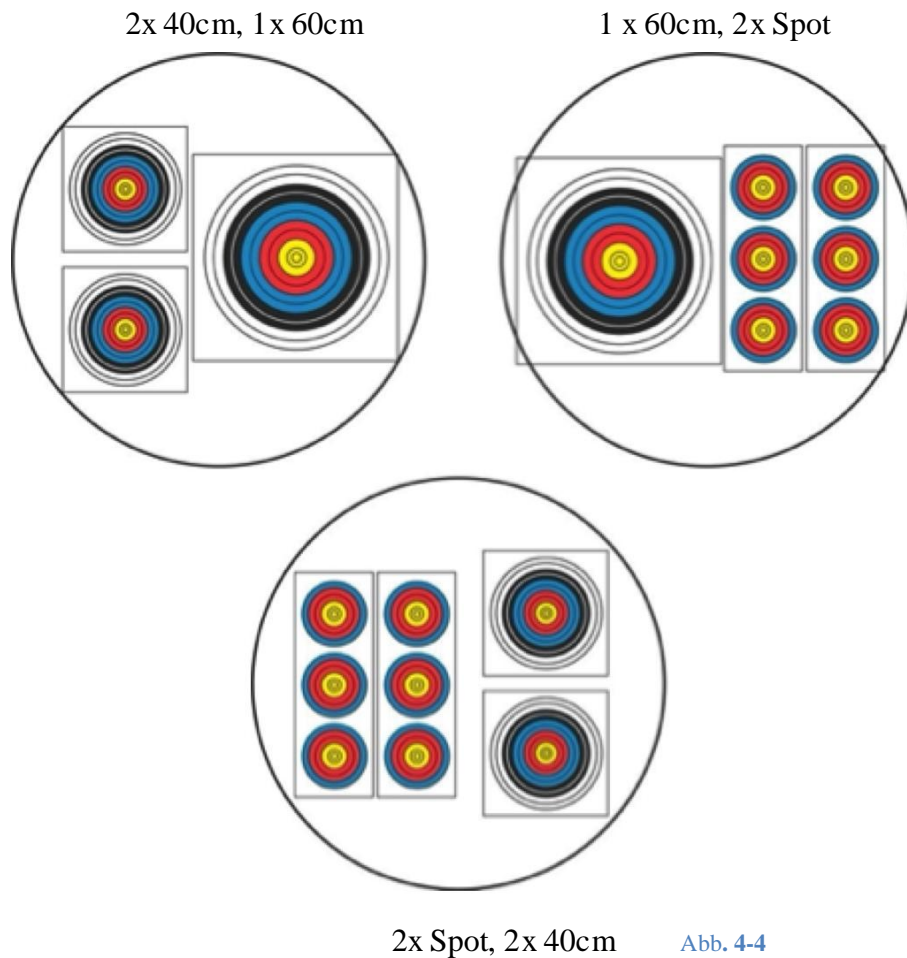 2x 40cm, 1x 60cm
1 x 60cm, 2x Spot
2x Spot, 2x 40cm
Abb. 4-4